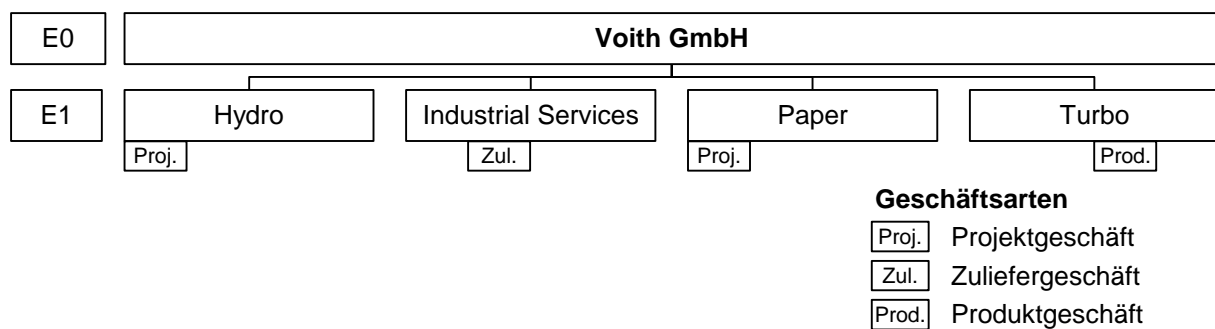 E0 Voith GmbH
E1 Hydro Industrial Services Paper Turbo
Proj. Zul. Proj. Prod.
Geschäftsarten
Proj. Projektgeschäft
Zul. Zuliefergeschäft
Prod. Produktgeschäft